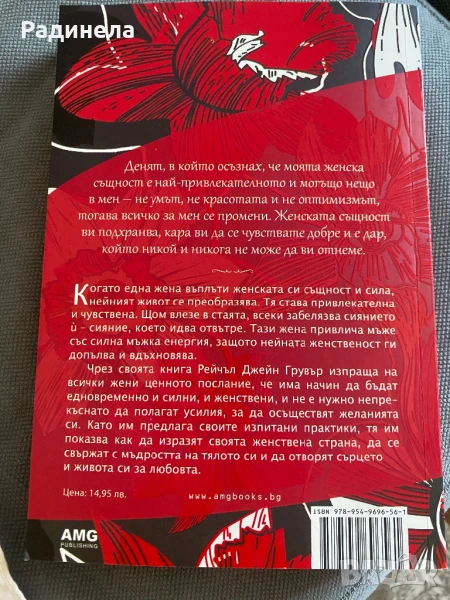 Радинела
Денят, в който осъзнах, че моята женска
същност е най-привлекателното и могъщо нещо
в мен – не умът, не красотата и не оптимизмът,
тогава всичко за мен се промени. Женската същност
ви подхранва, кара ви да се чувствате добре и е дар,
който никой и никога не може да ви отнеме.
Когато една жена въплъти женската си същност и сила,
нейният живот се преобразява. Тя става привлекателна
и чувствена. Щом влезе в стаята, всеки забелязва сиянието
ѝ – сияние, което идва отвътре. Тази жена привлича мъже
със силна мъжка енергия, защото нейната женственост ги
допълва и вдъхновява.
Чрез своята книга Рейчъл Джейн Грувър изпраща на
всички жени ценното послание, че има начин да бъдат
едновременно и силни, и женствени, и не е нужно непре-
къснато да полагат усилия, за да осъществят желанията
си. Като им предлага своите изпитани практики, тя им
показва как да изразят своята женствена страна, да се
свържат с мъдростта на тялото си и да отворят сърцето
и живота си за любовта.
Цена: 14,95 лв.
www.amgbooks.bg
ISBN 978-954-9696-56-1
AMG
PUBLISHING
BAZAR